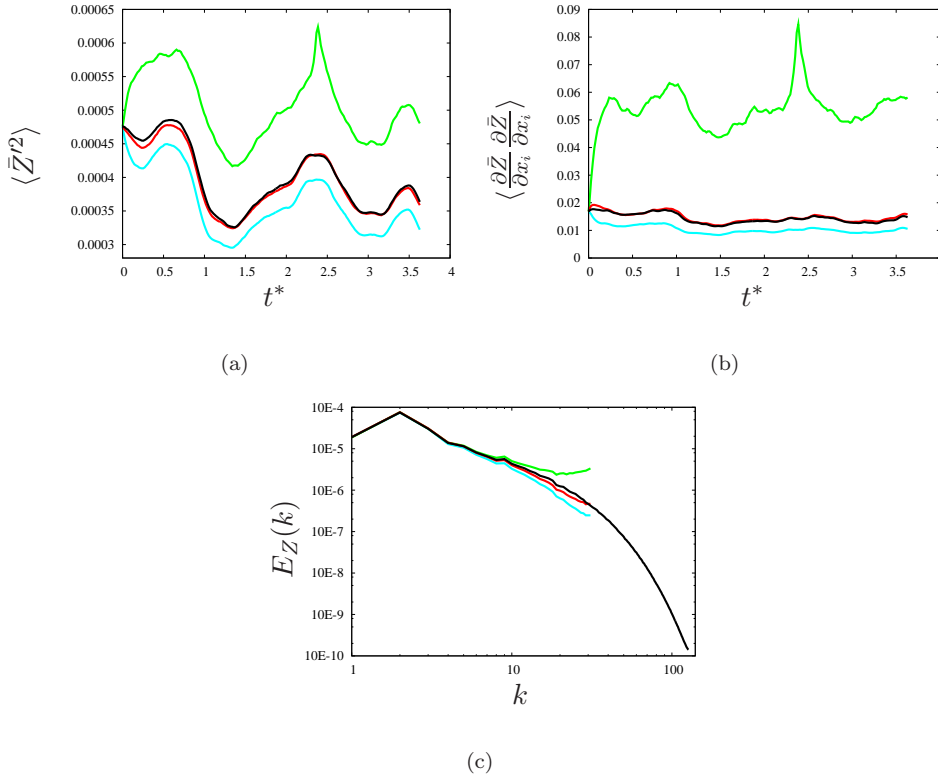 0.00065
0.0006
0.00055
0.0005
0.00045
0.0004
0.00035
0.0003
⟨Z̄′²⟩
0 0.5 1 1.5 2 2.5 3 3.5 4
t*
(a)
0.09
0.08
0.07
0.06
0.05
0.04
0.03
0.02
0.01
0
⟨∂Z̄/∂xᵢ ∂Z̄/∂xᵢ⟩
0 0.5 1 1.5 2 2.5 3 3.5
t*
(b)
10E-4
10E-5
10E-6
10E-7
10E-8
10E-9
10E-10
E_Z(k)
1 10 100
k
(c)